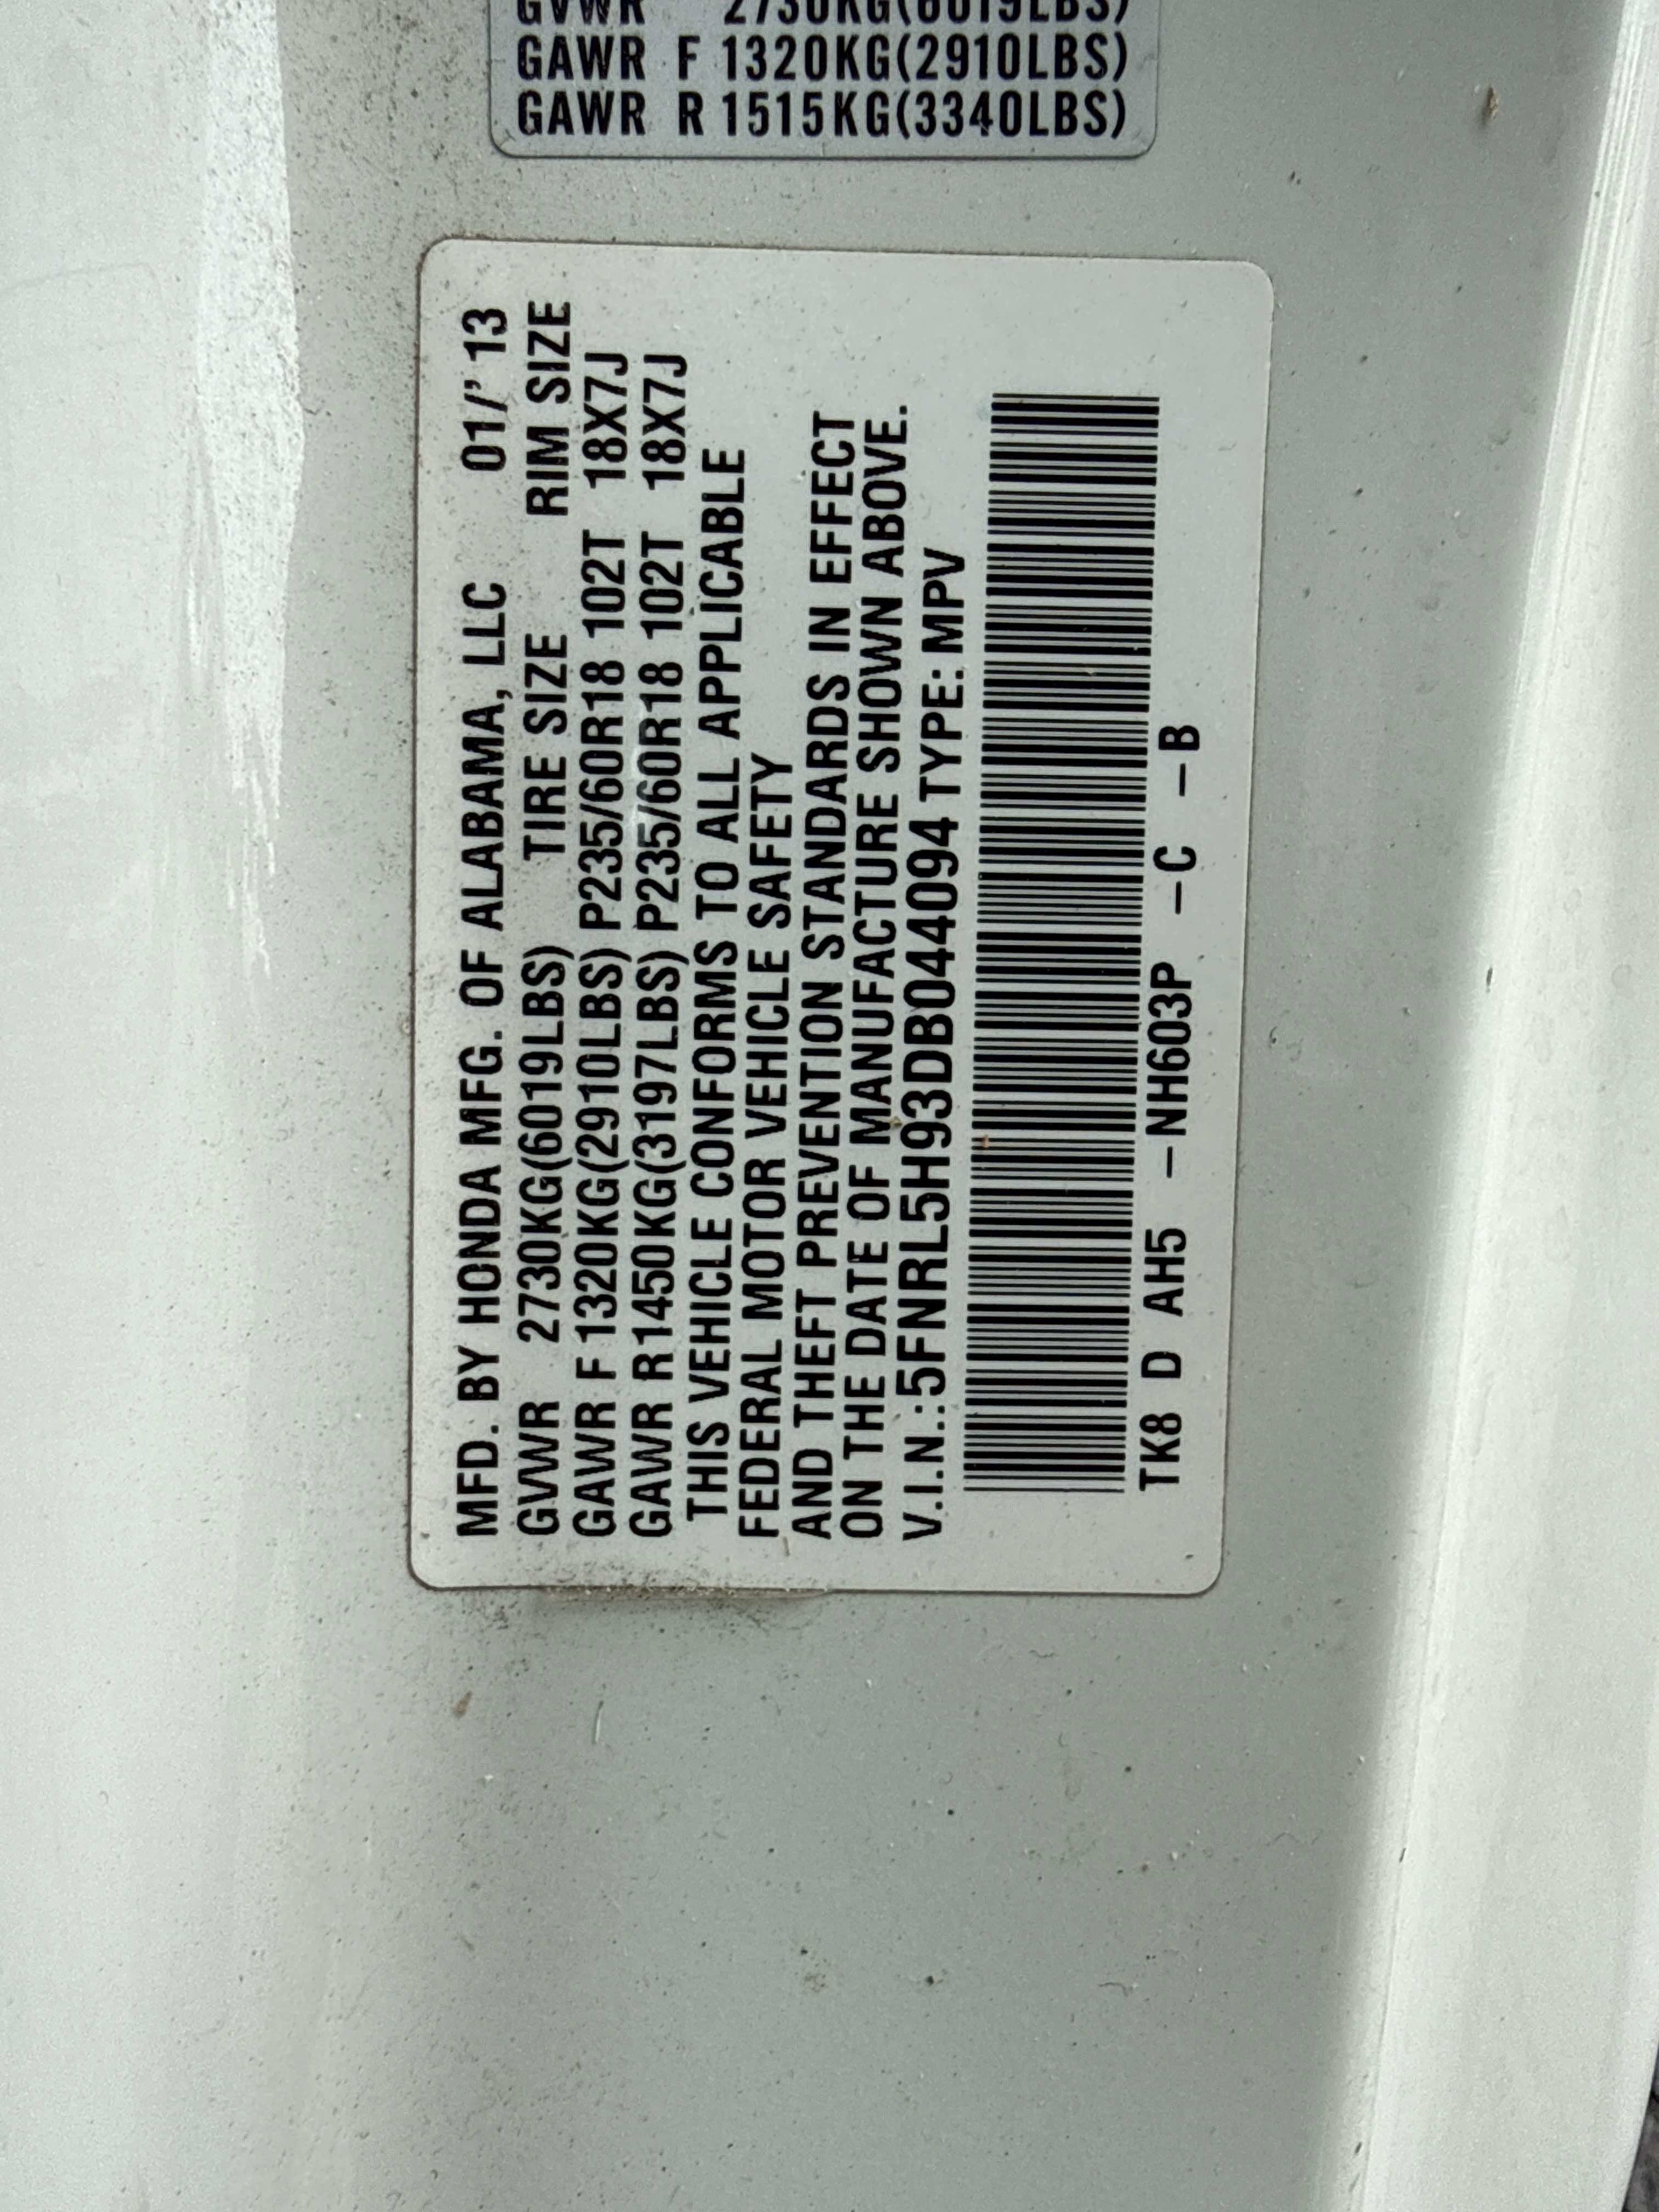 GVWR 2730KG(6019LBS)
GAWR F 1320KG(2910LBS)
GAWR R 1515KG(3340LBS)
MFD. BY HONDA MFG. OF ALABAMA, LLC 01/'13
GVWR 2730KG(6019LBS) TIRE SIZE RIM SIZE
GAWR F 1320KG(2910LBS) P235/60R18 102T 18X7J
GAWR R 1450KG(3197LBS) P235/60R18 102T 18X7J
THIS VEHICLE CONFORMS TO ALL APPLICABLE
FEDERAL MOTOR VEHICLE SAFETY
AND THEFT PREVENTION STANDARDS IN EFFECT
ON THE DATE OF MANUFACTURE SHOWN ABOVE.
V.I.N.:5FNRL5H93DB044094 TYPE: MPV
TK8 D AH5 -NH603P -C -B